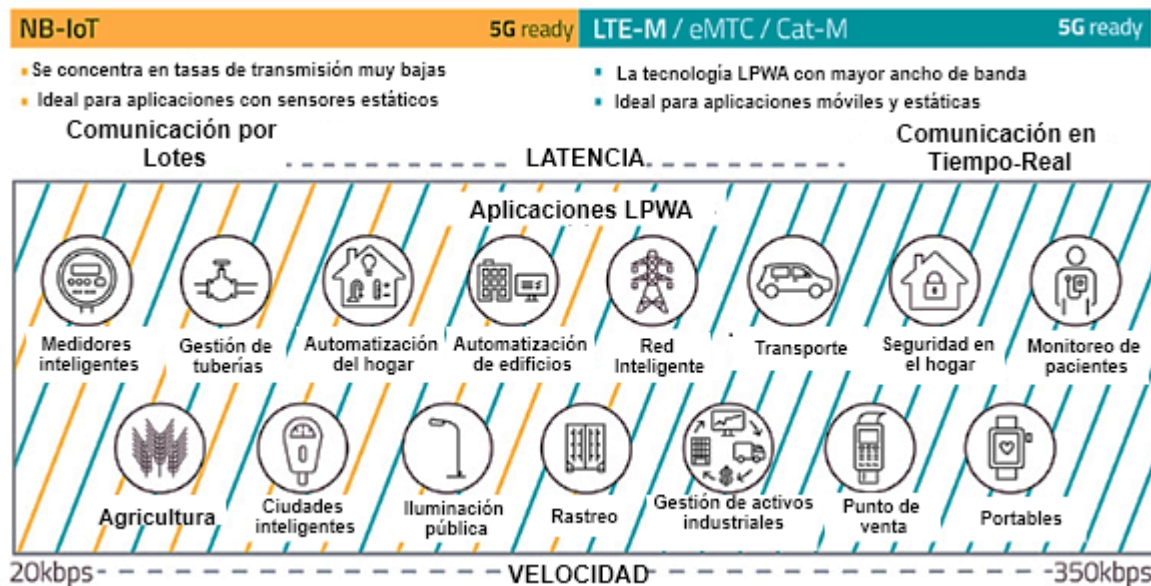 NB-IoT 5G ready
LTE-M / eMTC / Cat-M 5G ready
Se concentra en tasas de transmisión muy bajas
Ideal para aplicaciones con sensores estáticos
La tecnología LPWA con mayor ancho de banda
Ideal para aplicaciones móviles y estáticas
Comunicación por
Lotes
LATENCIA
Comunicación en
Tiempo-Real
Aplicaciones LPWA
Medidores
inteligentes
Gestión de
tuberías
Automatización
del hogar
Automatización
de edificios
Red
Inteligente
Transporte
Seguridad en
el hogar
Monitoreo de
pacientes
Agricultura
Ciudades
inteligentes
Iluminación
pública
Rastreo
Gestión de activos
industriales
Punto de
venta
Portables
20kbps
VELOCIDAD
350kbps